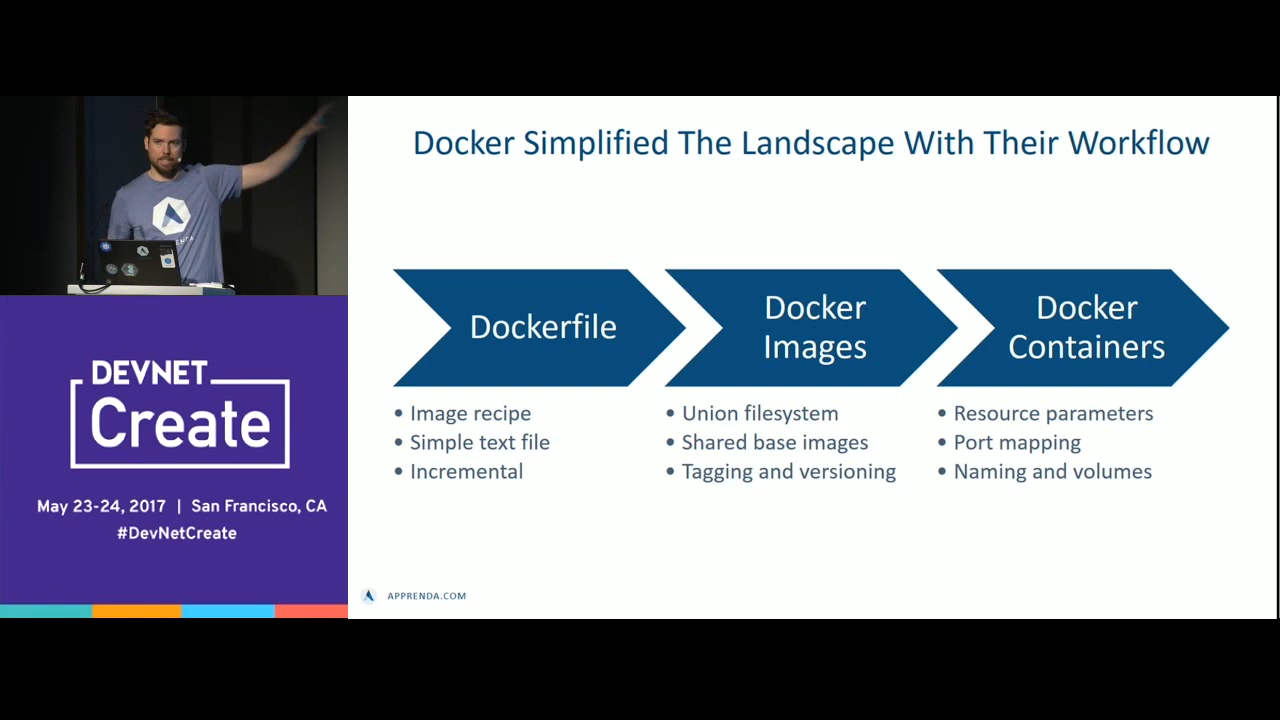 Docker Simplified The Landscape With Their Workflow
Dockerfile
• Image recipe
• Simple text file
• Incremental
Docker
Images
• Union filesystem
• Shared base images
• Tagging and versioning
Docker
Containers
• Resource parameters
• Port mapping
• Naming and volumes
APPRENDA.COM
DEVNET
Create
May 23-24, 2017 | San Francisco, CA
#DevNetCreate